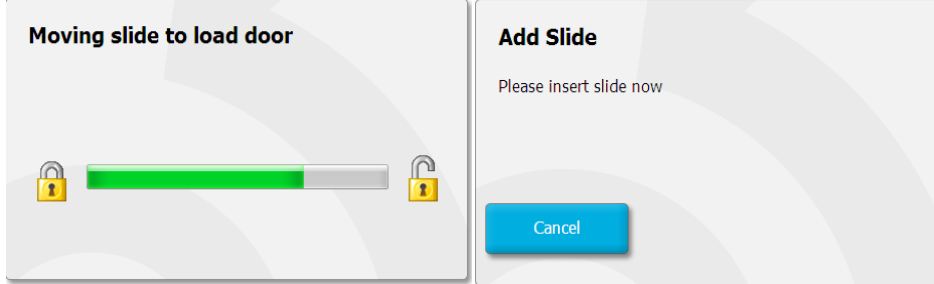 Moving slide to load door
Add Slide
Please insert slide now
Cancel